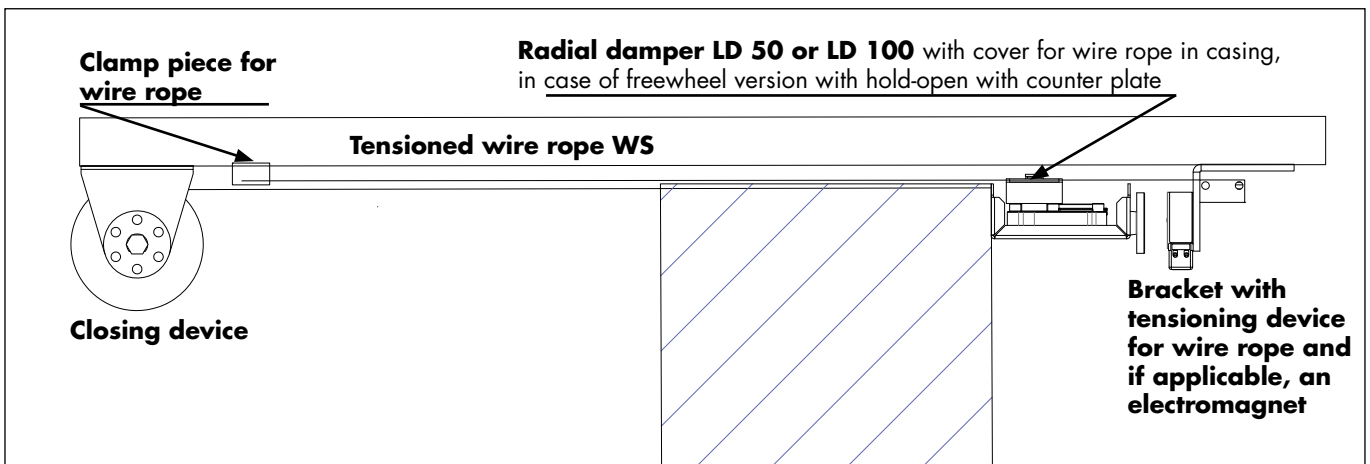 Clamp piece for
wire rope
Radial damper LD 50 or LD 100 with cover for wire rope in casing,
in case of freewheel version with hold-open with counter plate
Tensioned wire rope WS
Closing device
Bracket with
tensioning device
for wire rope and
if applicable, an
electromagnet